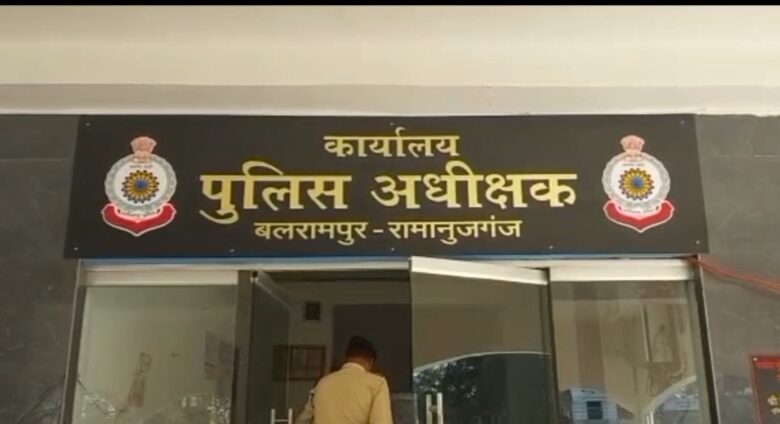 कार्यालय
पुलिस अधीक्षक
बलरामपुर - रामानुजगंज